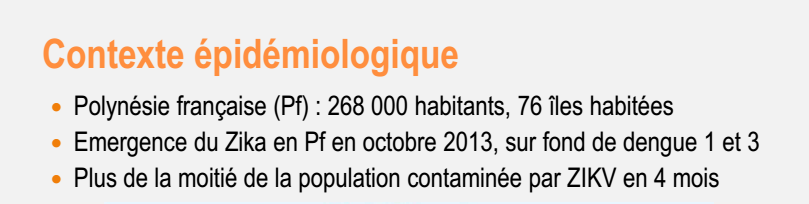 Contexte épidémiologique
• Polynésie française (Pf) : 268 000 habitants, 76 îles habitées
• Emergence du Zika en Pf en octobre 2013, sur fond de dengue 1 et 3
• Plus de la moitié de la population contaminée par ZIKV en 4 mois